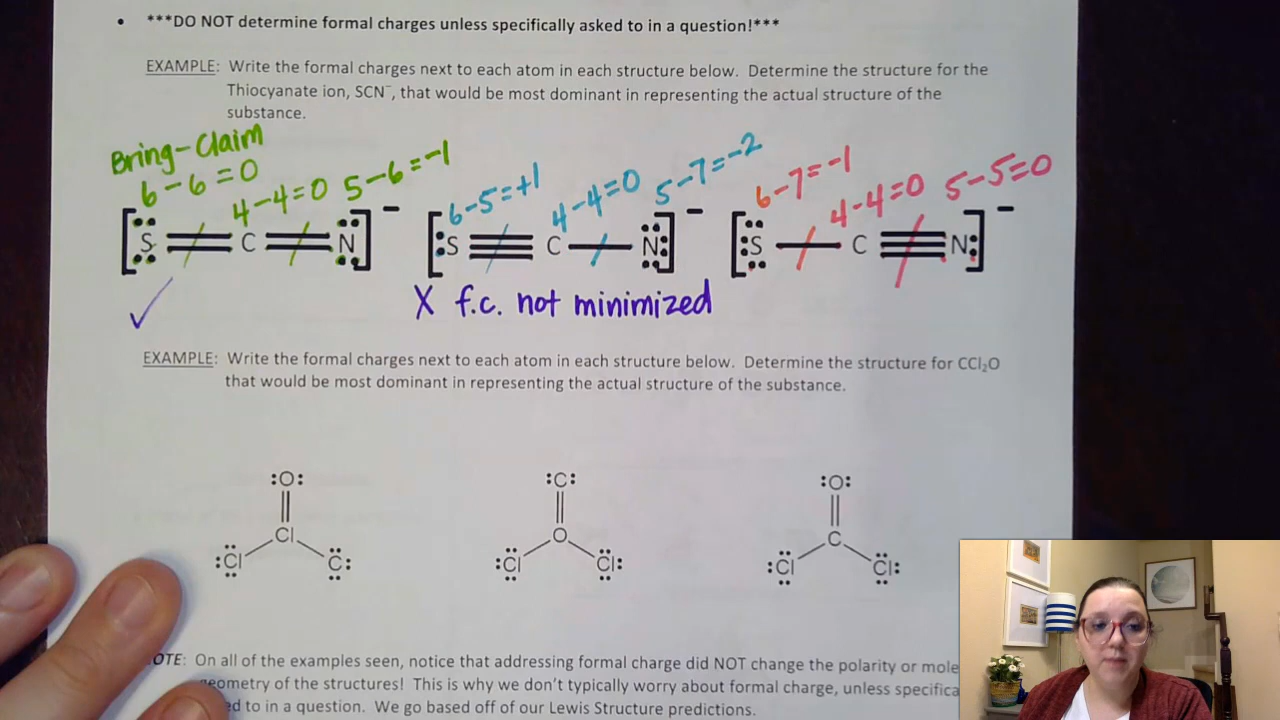 • ***DO NOT determine formal charges unless specifically asked to in a question!***
EXAMPLE: Write the formal charges next to each atom in each structure below. Determine the structure for the
Thiocyanate ion, SCN⁻, that would be most dominant in representing the actual structure of the
substance.
Bring-Claim
6-6=0 4-4=0 5-6=-1 6-5=+1 4-4=0 5-7=-2 6-7=-1 4-4=0 5-5=0
[S = C = N]⁻ [S ≡ C — N]⁻ [S — C ≡ N]⁻
✓ X f.c. not minimized
EXAMPLE: Write the formal charges next to each atom in each structure below. Determine the structure for CCl₂O
that would be most dominant in representing the actual structure of the substance.
:O: :C: :O:
Cl O C
:Cl C: :Cl Cl: :Cl Cl:
OTE: On all of the examples seen, notice that addressing formal charge did NOT change the polarity or mole
eometry of the structures! This is why we don't typically worry about formal charge, unless specifica
ed to in a question. We go based off of our Lewis Structure predictions.